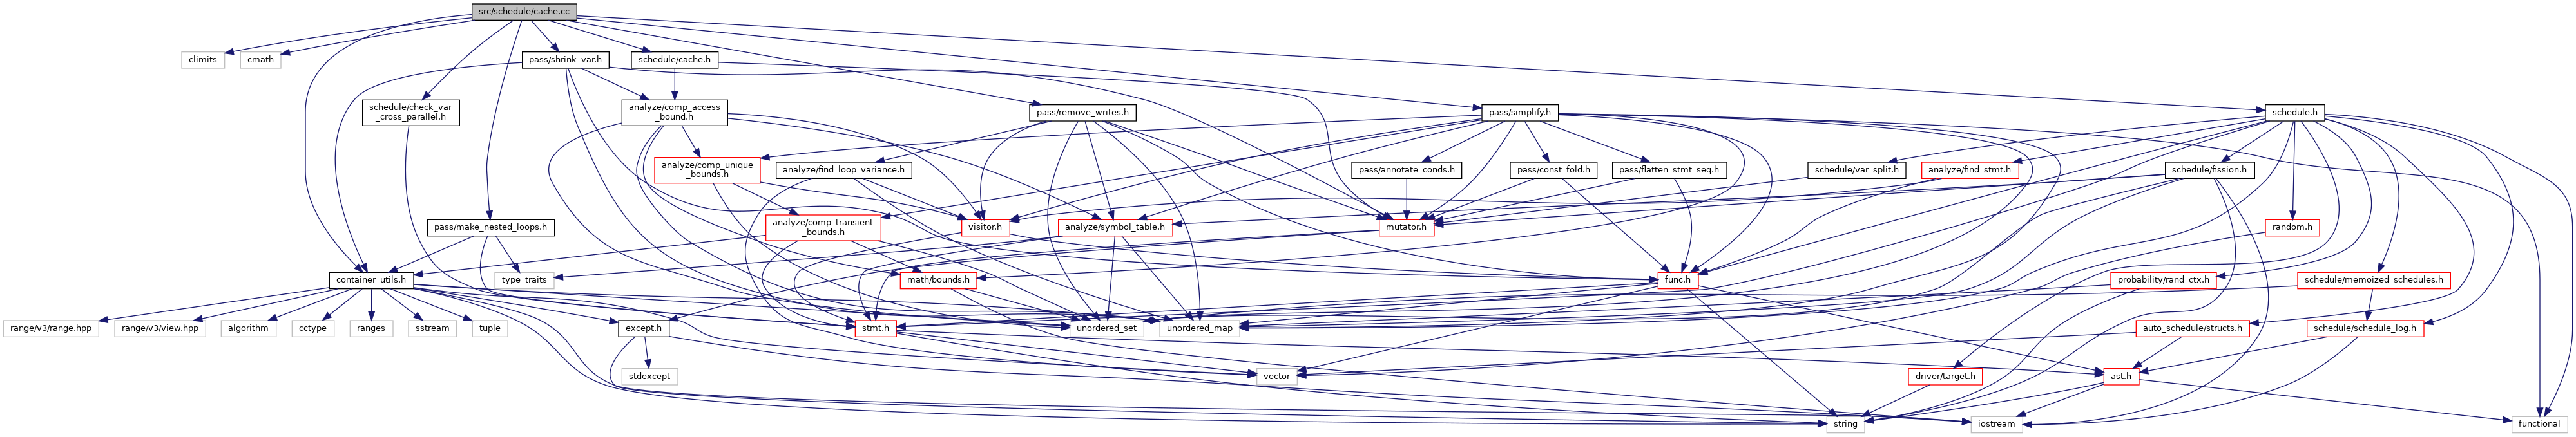 src/schedule/cache.cc
climits
cmath
pass/shrink_var.h
schedule/cache.h
schedule/check_var
_cross_parallel.h
analyze/comp_access
_bound.h
pass/remove_writes.h
pass/simplify.h
schedule.h
analyze/comp_unique
_bounds.h
analyze/find_loop_variance.h
pass/annotate_conds.h
pass/const_fold.h
pass/flatten_stmt_seq.h
schedule/var_split.h
analyze/find_stmt.h
schedule/fission.h
pass/make_nested_loops.h
analyze/comp_transient
_bounds.h
visitor.h
analyze/symbol_table.h
mutator.h
random.h
container_utils.h
type_traits
math/bounds.h
func.h
probability/rand_ctx.h
schedule/memoized_schedules.h
range/v3/range.hpp
range/v3/view.hpp
algorithm
cctype
ranges
sstream
tuple
except.h
stmt.h
unordered_set
unordered_map
auto_schedule/structs.h
schedule/schedule_log.h
stdexcept
vector
driver/target.h
ast.h
string
iostream
functional